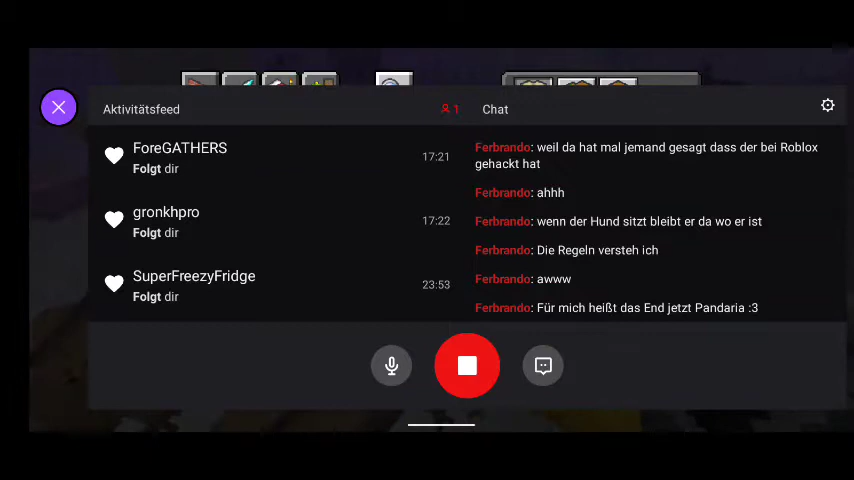 Aktivitätsfeed
1
ForeGATHERS
Folgt dir
17:21
gronkhpro
Folgt dir
17:22
SuperFreezyFridge
Folgt dir
23:53
Chat
Ferbrando: weil da hat mal jemand gesagt dass der bei Roblox
gehackt hat
Ferbrando: ahhh
Ferbrando: wenn der Hund sitzt bleibt er da wo er ist
Ferbrando: Die Regeln versteh ich
Ferbrando: awww
Ferbrando: Für mich heißt das End jetzt Pandaria :3